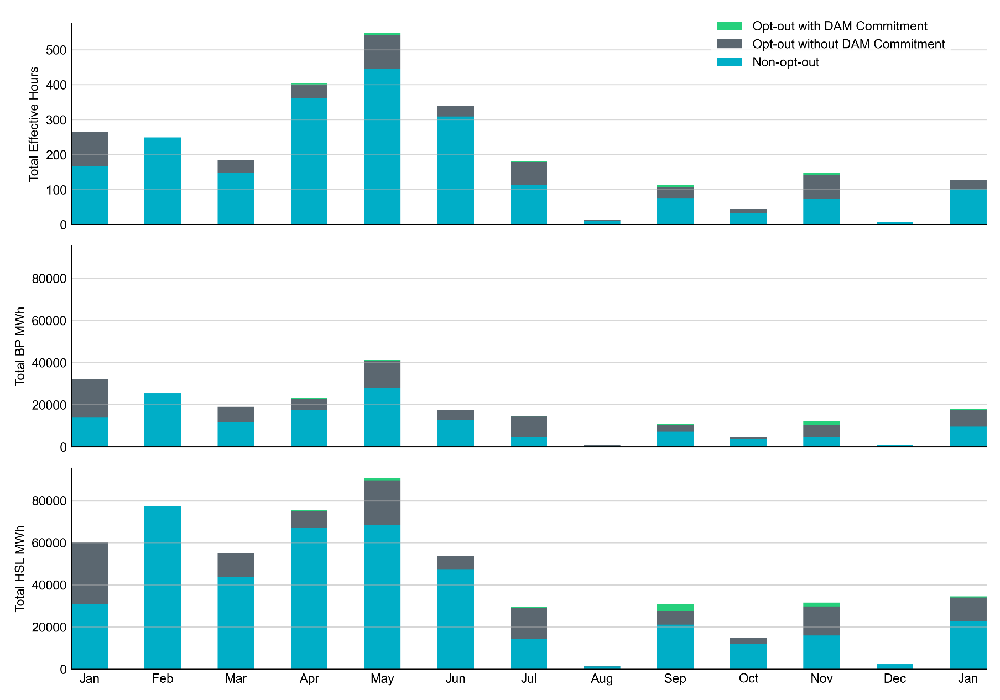 Opt-out with DAM Commitment
Opt-out without DAM Commitment
Non-opt-out
Total Effective Hours
500
400
300
200
100
0
Total BP MWh
80000
60000
40000
20000
0
Total HSL MWh
80000
60000
40000
20000
0
Jan Feb Mar Apr May Jun Jul Aug Sep Oct Nov Dec Jan